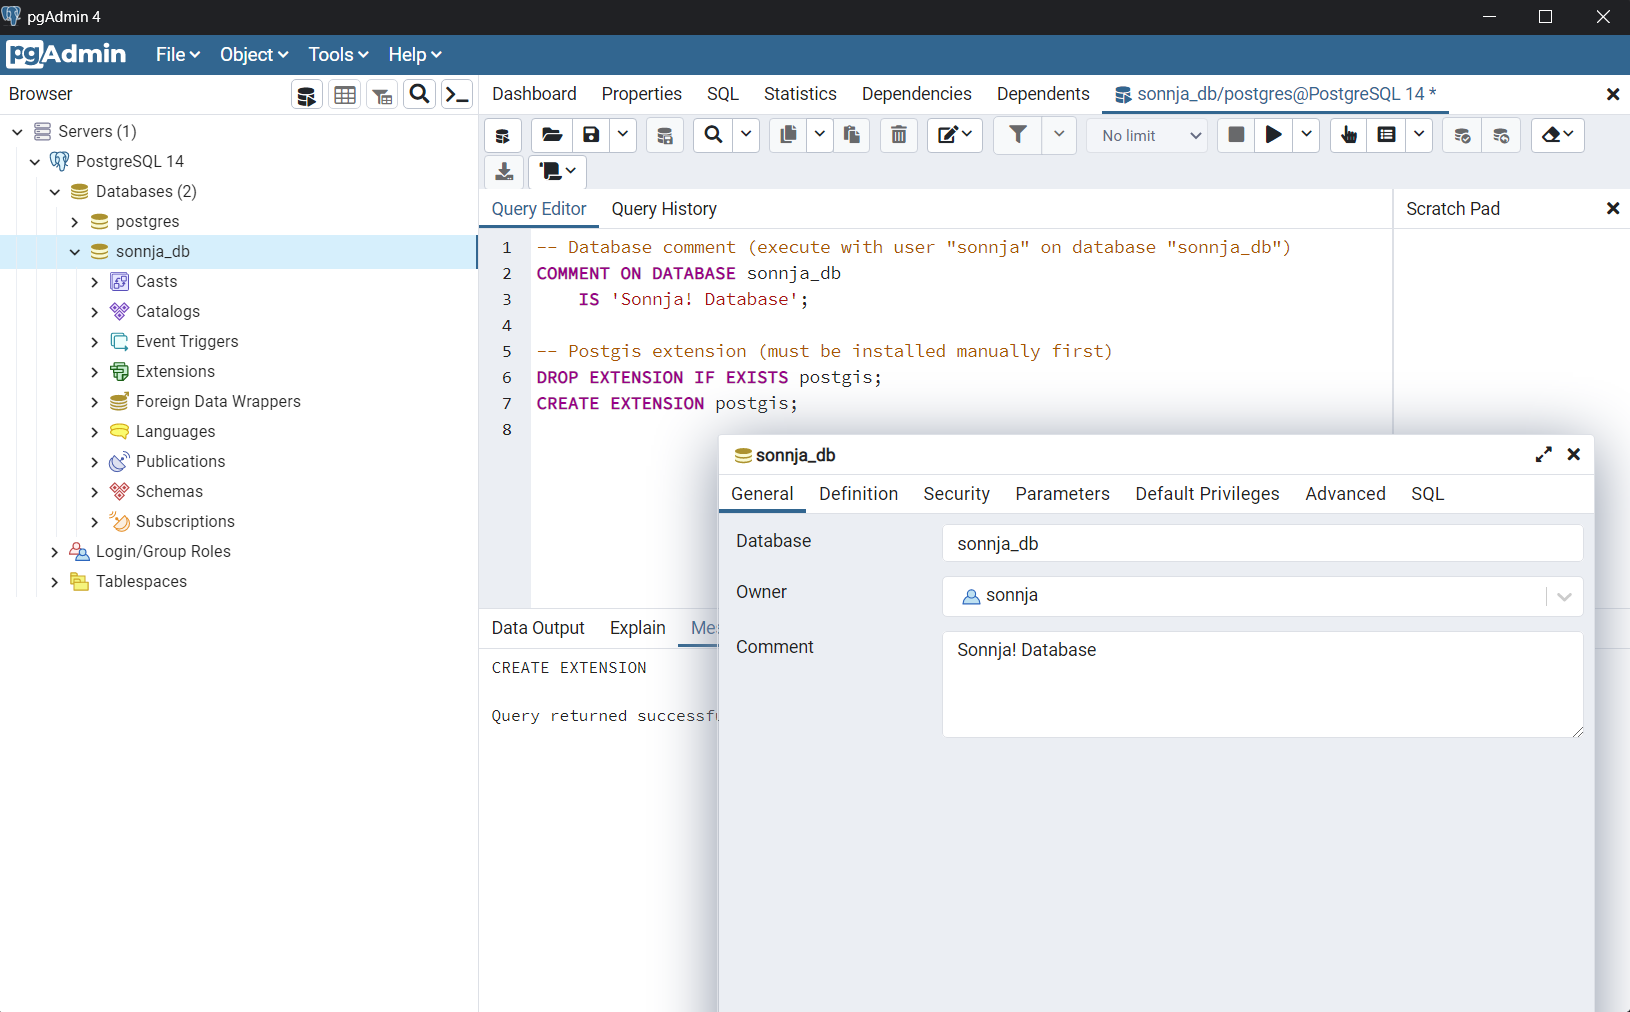 pgAdmin 4
pgAdmin File Object Tools Help
Browser
Servers (1)
PostgreSQL 14
Databases (2)
postgres
sonnja_db
Casts
Catalogs
Event Triggers
Extensions
Foreign Data Wrappers
Languages
Publications
Schemas
Subscriptions
Login/Group Roles
Tablespaces
Dashboard Properties SQL Statistics Dependencies Dependents sonnja_db/postgres@PostgreSQL 14 *
No limit
Query Editor Query History
Scratch Pad
1 -- Database comment (execute with user "sonnja" on database "sonnja_db")
2 COMMENT ON DATABASE sonnja_db
3 IS 'Sonnja! Database';
4
5 -- Postgis extension (must be installed manually first)
6 DROP EXTENSION IF EXISTS postgis;
7 CREATE EXTENSION postgis;
8
Data Output Explain
CREATE EXTENSION
Query returned
sonnja_db
General Definition Security Parameters Default Privileges Advanced SQL
Database sonnja_db
Owner sonnja
Comment Sonnja! Database